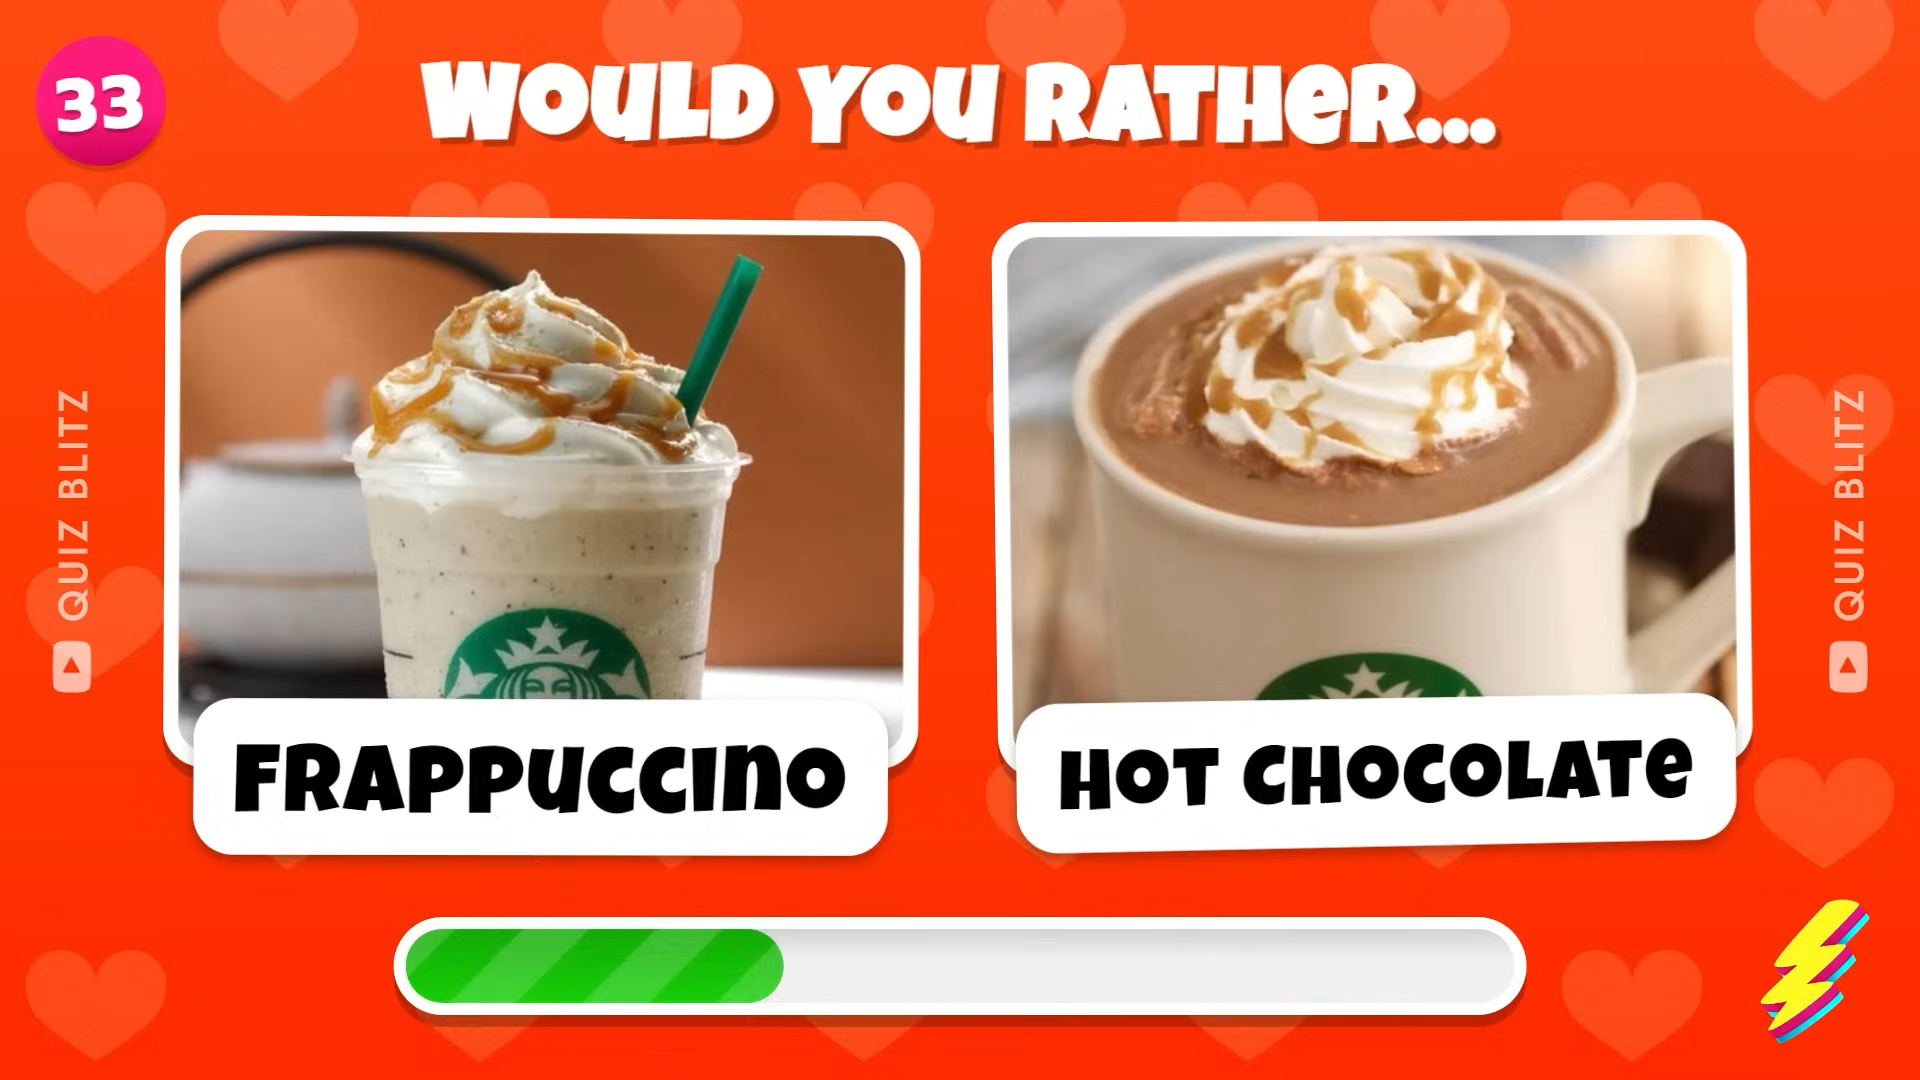 33
WOULD YOU RATHER...
QUIZ BLITZ
QUIZ BLITZ
FRAPPUCCINO
HOT CHOCOLATE